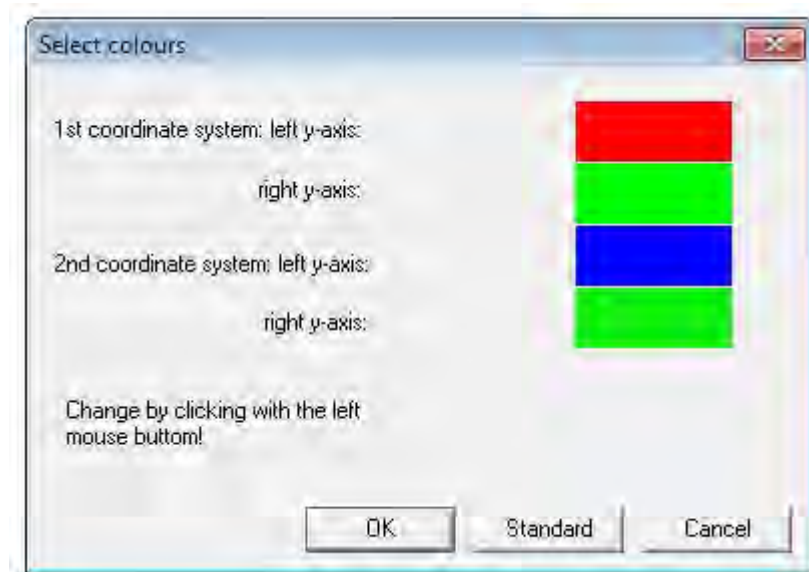 Select colours
1st coordinate system: left y-axis:
right y-axis:
2nd coordinate system: left y-axis:
right y-axis:
Change by clicking with the left
mouse buttom!
OK
Standard
Cancel